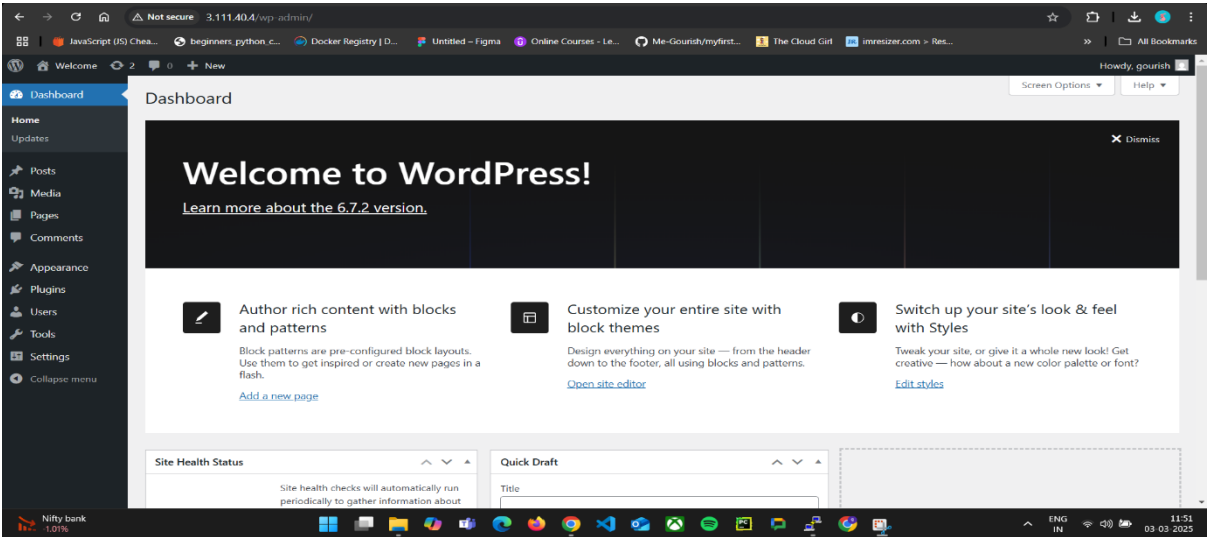 Not secure 3.111.40.4/wp-admin/
JavaScript (JS) Chea... beginners_python_c... Docker Registry | D... Untitled – Figma Online Courses - Le... Me-Gourish/myfirst... The Cloud Girl imresizer.com > Res... » All Bookmarks
Welcome 2 0 + New Howdy, gourish
Dashboard
Home
Updates
Posts
Media
Pages
Comments
Appearance
Plugins
Users
Tools
Settings
Collapse menu
Screen Options Help
Dashboard
Dismiss
Welcome to WordPress!
Learn more about the 6.7.2 version.
Author rich content with blocks
and patterns
Block patterns are pre-configured block layouts.
Use them to get inspired or create new pages in a
flash.
Add a new page
Customize your entire site with
block themes
Design everything on your site — from the header
down to the footer, all using blocks and patterns.
Open site editor
Switch up your site's look & feel
with Styles
Tweak your site, or give it a whole new look! Get
creative — how about a new color palette or font?
Edit styles
Site Health Status
Site health checks will automatically run
periodically to gather information about
Quick Draft
Title
Nifty bank
-1.01%
ENG
IN
11:51
03-03-2025